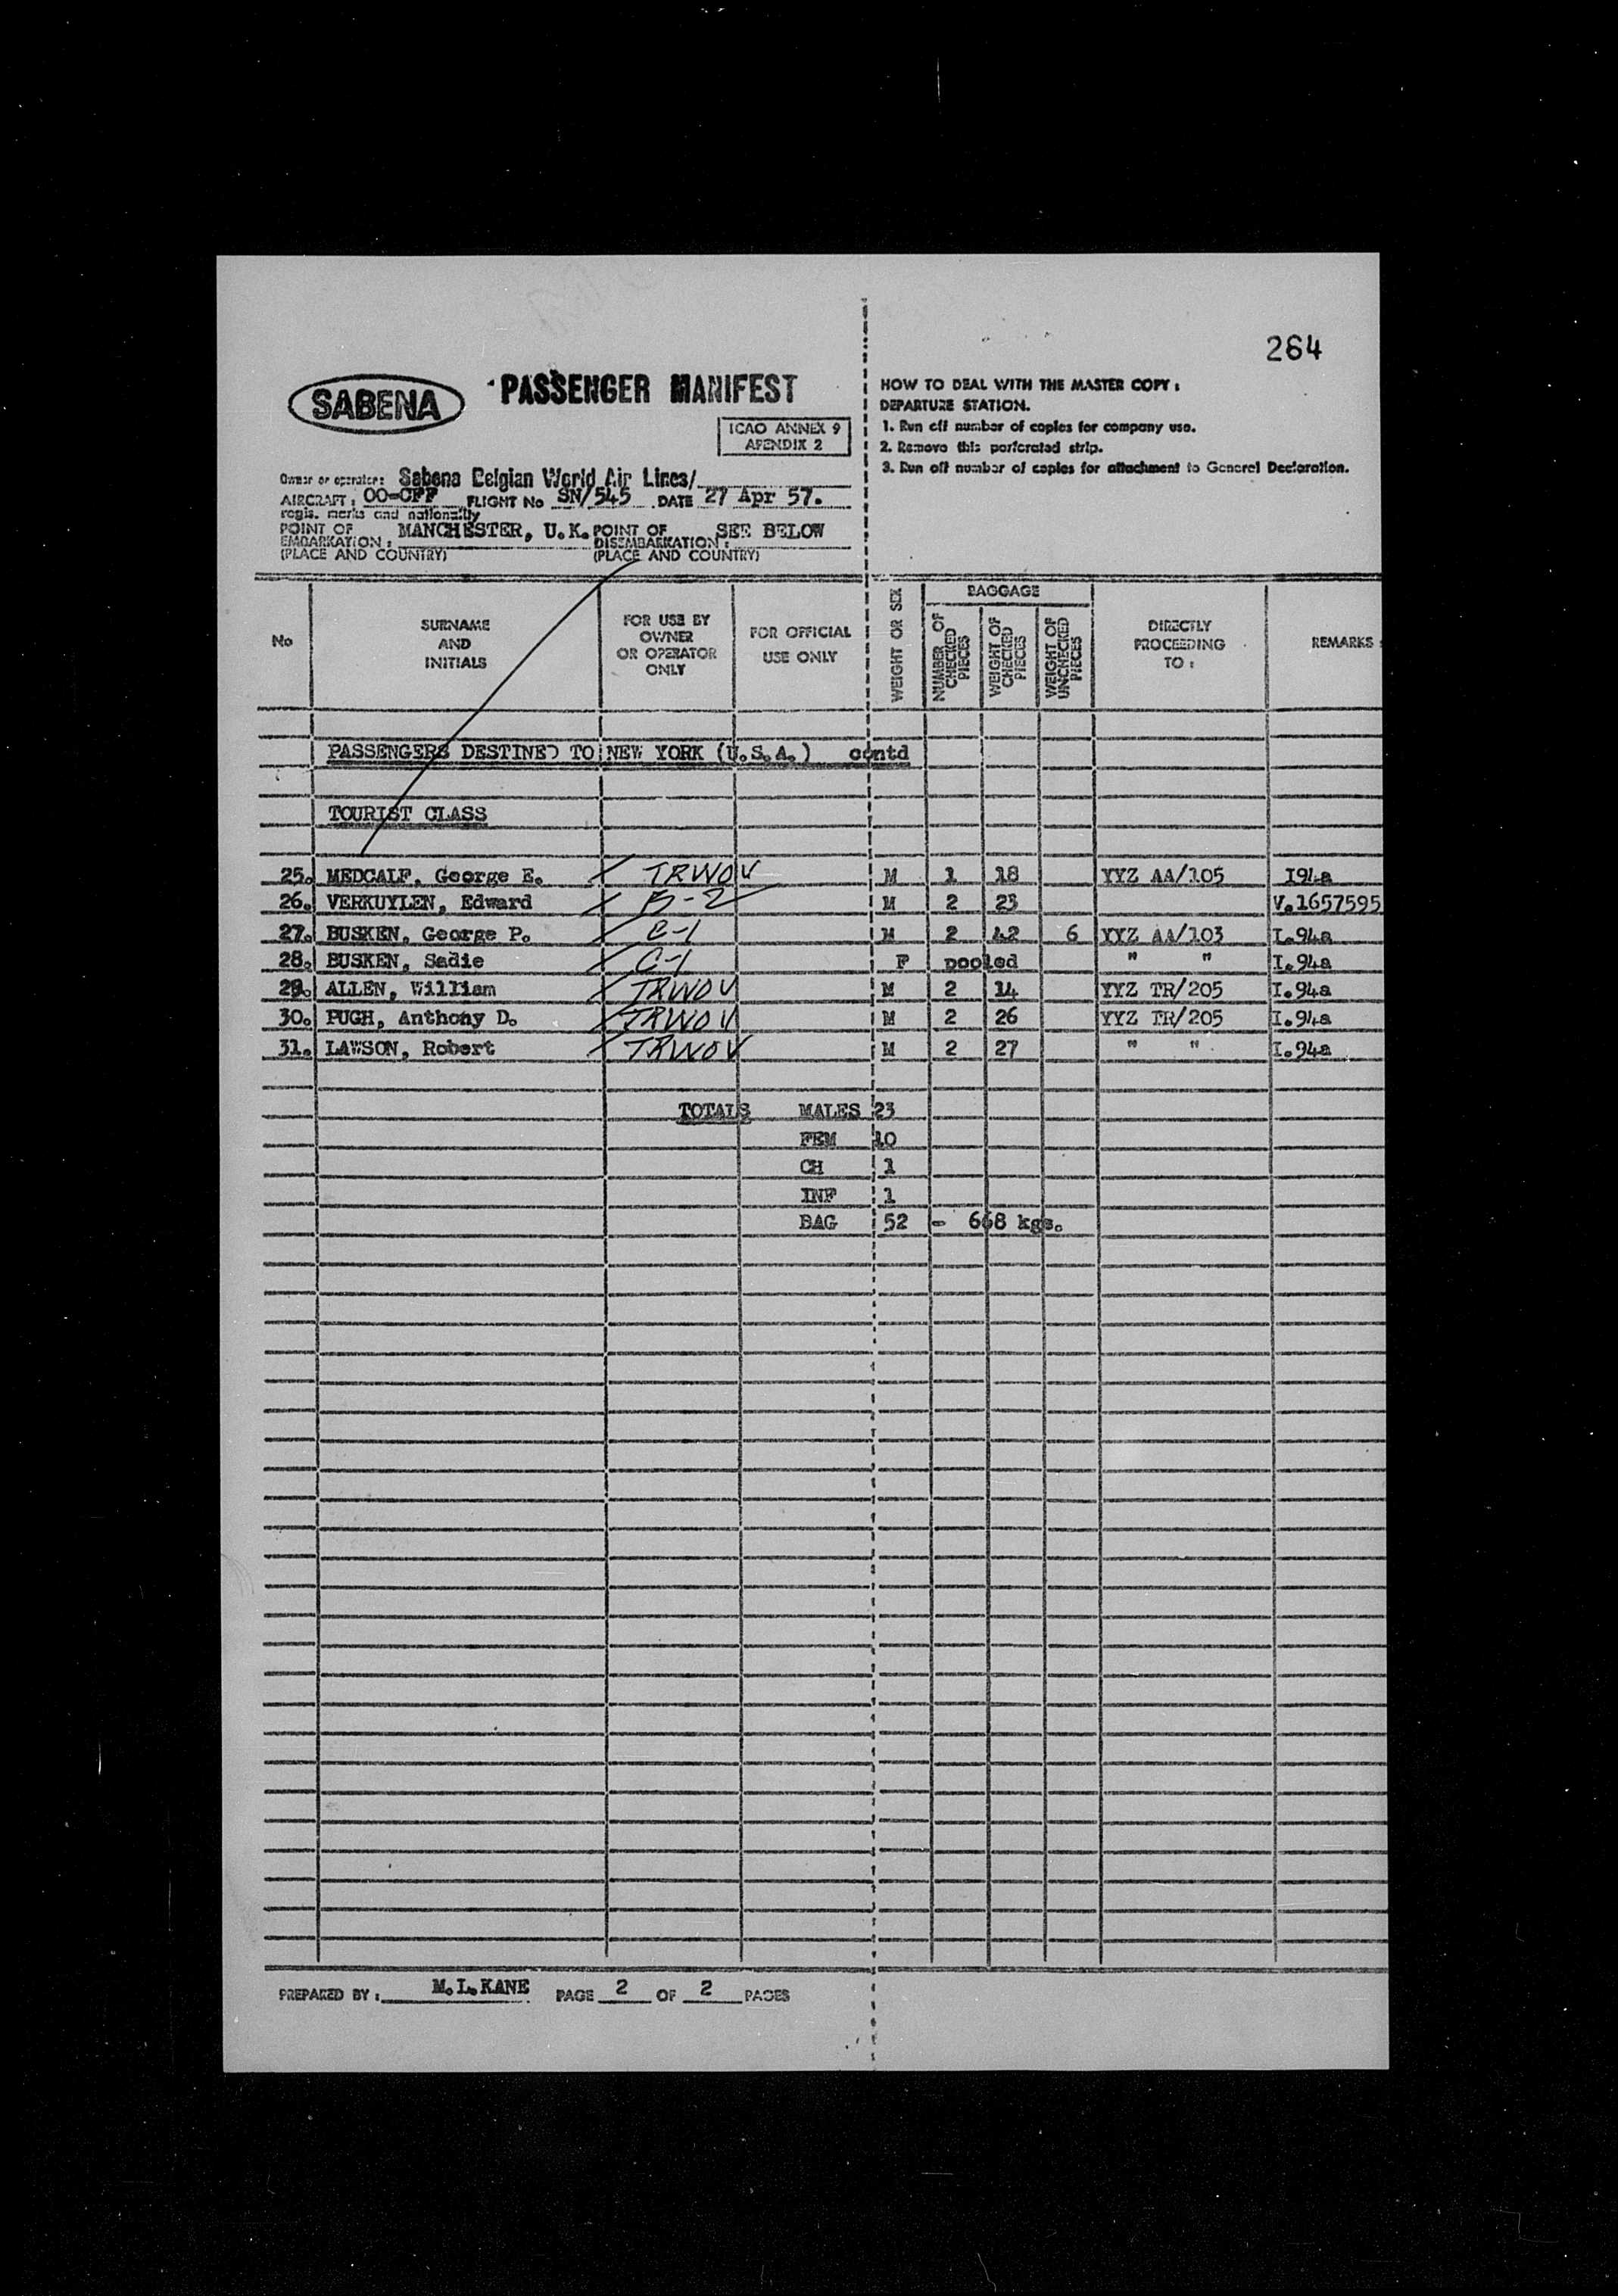 264
SABENA
PASSENGER MANIFEST
ICAO ANNEX 9
APENDIX 2
HOW TO DEAL WITH THE MASTER COPY :
DEPARTURE STATION.
1. Run off number of copies for company use.
2. Remove this perforated strip.
3. Run off number of copies for attachment to General Declaration.
Owner or operator: Sabena Belgian World Air Lines/
AIRCRAFT : OO-CFF FLIGHT No SN/545 DATE 27 Apr 57.
regis. marks and nationality
POINT OF EMBARKATION : MANCHESTER, U.K. POINT OF DISEMBARKATION : SEE BELOW
(PLACE AND COUNTRY) (PLACE AND COUNTRY)
No
SURNAME AND INITIALS
FOR USE BY OWNER OR OPERATOR ONLY
FOR OFFICIAL USE ONLY
WEIGHT OR SEX
BAGGAGE
NUMBER OF CHECKED PIECES
WEIGHT OF CHECKED PIECES
WEIGHT OF UNCHECKED PIECES
DIRECTLY PROCEEDING TO :
REMARKS :
PASSENGERS DESTINED TO NEW YORK (U.S.A.) contd
TOURIST CLASS
25. MEDCALF, George E. TRWOV M 1 18 YYZ AA/105 I94a
26. VERKUYLEN, Edward B-2 M 2 23 V.1657595
27. BUSKEN, George P. C-1 M 2 42 6 YYZ AA/103 I.94a
28. BUSKEN, Sadie C-1 F pooled " " I.94a
29. ALLEN, William TRWOV M 2 14 YYZ TR/205 I.94a
30. PUGH, Anthony D. TRWOV M 2 26 YYZ TR/205 I.94a
31. LAWSON, Robert TRWOV M 2 27 " " I.94a
TOTALS MALES 23
FEM 10
CH 1
INF 1
BAG 52 - 668 kgs.
PREPARED BY : M.L.KANE PAGE 2 OF 2 PAGES